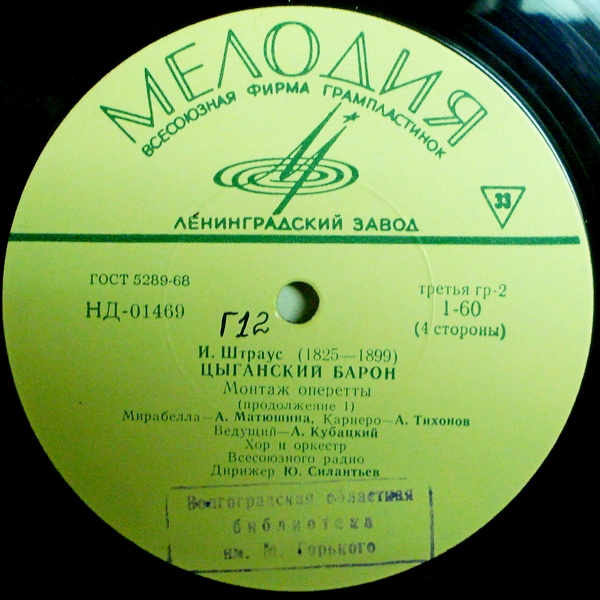 МЕЛОДИЯ
ВСЕСОЮЗНАЯ ФИРМА ГРАМПЛАСТИНОК
ЛЕНИНГРАДСКИЙ ЗАВОД
33
ГОСТ 5289-68
НД-01469
третья гр-2
1-60
(4 стороны)
Г12
И. Штраус (1825—1899)
ЦЫГАНСКИЙ БАРОН
Монтаж оперетты
(продолжение 1)
Мирабелла—А. Матюшина, Карнеро—А. Тихонов
Ведущий—А. Кубацкий
Хор и оркестр
Всесоюзного радио
Дирижер Ю. Силантьев
Волгоградская областная
библиотека
им. М. Горького